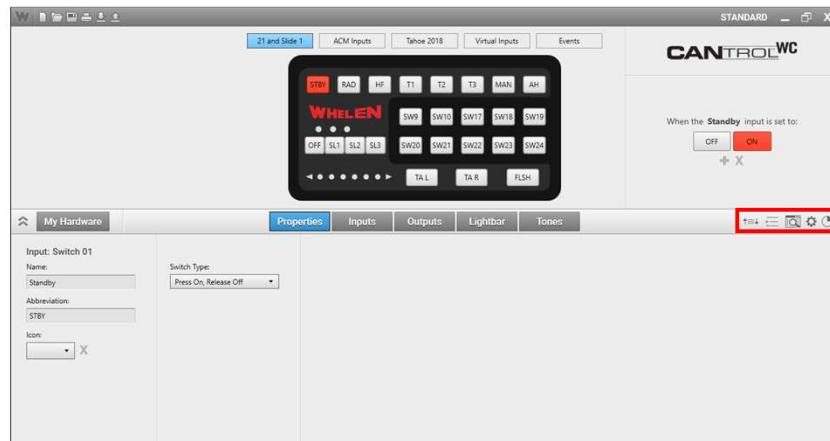 W STANDARD X
21 and Slide 1 ACM Inputs Tahoe 2018 Virtual Inputs Events
CANTROL WC
STBY RAD HF T1 T2 T3 MAN AH
WHELEN SW9 SW10 SW17 SW18 SW19
OFF SL1 SL2 SL3 SW20 SW21 SW22 SW23 SW24
TA L TA R FLSH
When the Standby input is set to:
OFF ON
X
My Hardware Properties Inputs Outputs Lightbar Tones
Input: Switch 01
Name: Switch Type:
Standby Press On, Release Off
Abbreviation:
STBY
Icon:
X